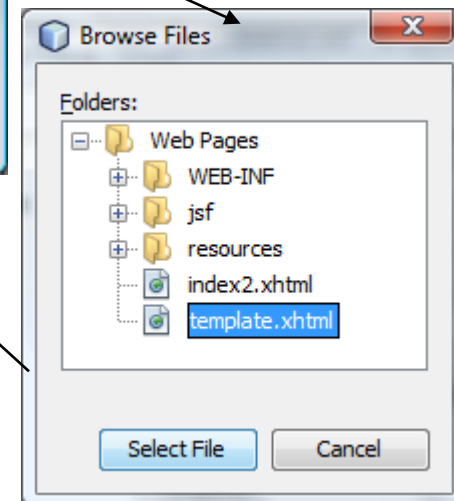 Browse Files
Folders:
Web Pages
WEB-INF
jsf
resources
index2.xhtml
template.xhtml
Select File Cancel